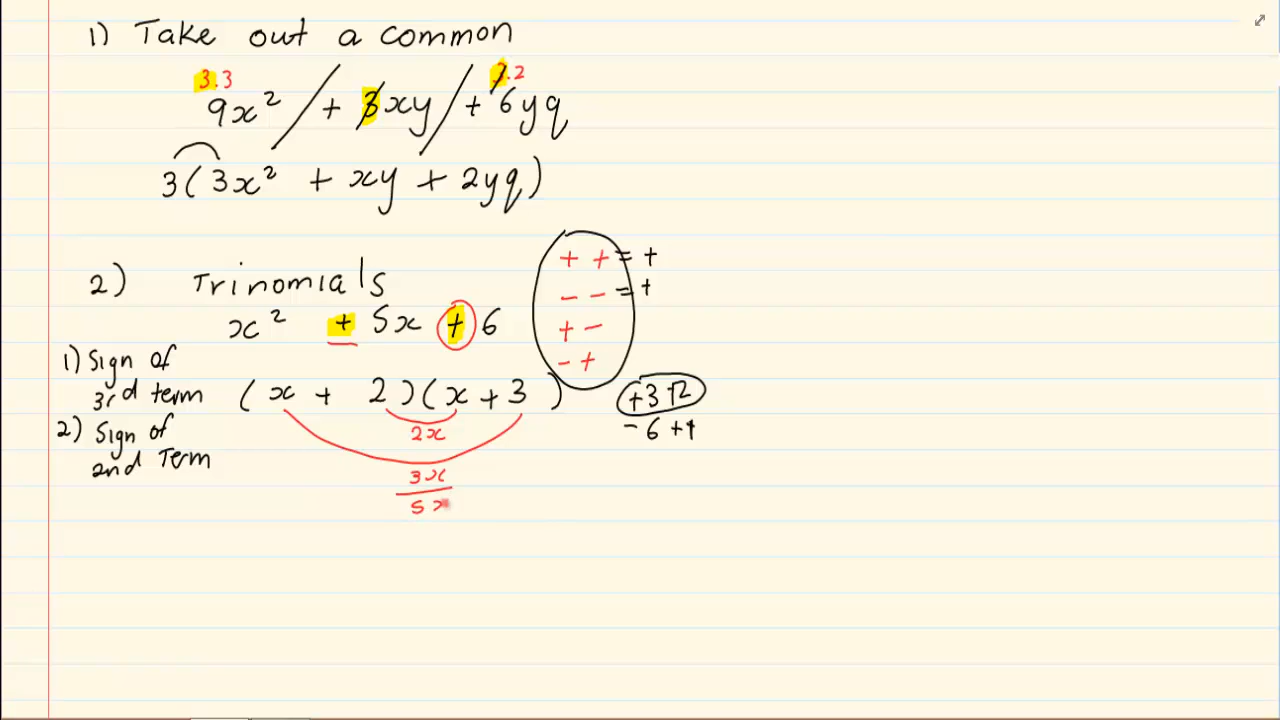 1) Take out a common
3.3 3.2
9x² / + 3xy / + 6yq
3(3x² + xy + 2yq)
+ + = +
2) Trinomials
- - = +
x² + 5x + 6
+ -
- +
1) Sign of
3rd term (x + 2)(x + 3)
+3 +2
2) Sign of
2x
- 6 +1
2nd Term
3x
5x